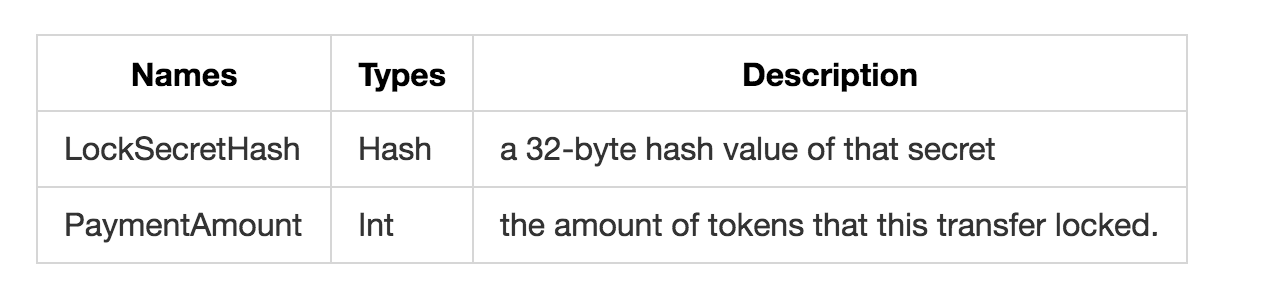 Names Types Description
LockSecretHash Hash a 32-byte hash value of that secret
PaymentAmount Int the amount of tokens that this transfer locked.